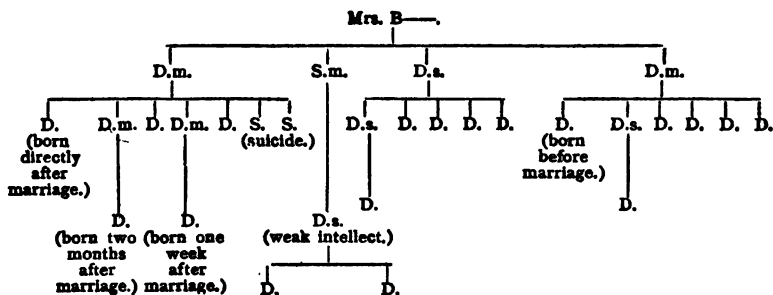 Mrs. B——.
D.m. S.m. D.s. D.m.
D. D.m. D. D.m. D. S. S. D.s. D. D. D. D. D. D.s. D. D. D. D.
(born (suicide.) (born
directly before
after marriage.)
marriage.)
D. D.
D. D. D.s.
(born two (born one (weak intellect.)
months week
after after
marriage.) marriage.)
D. D.